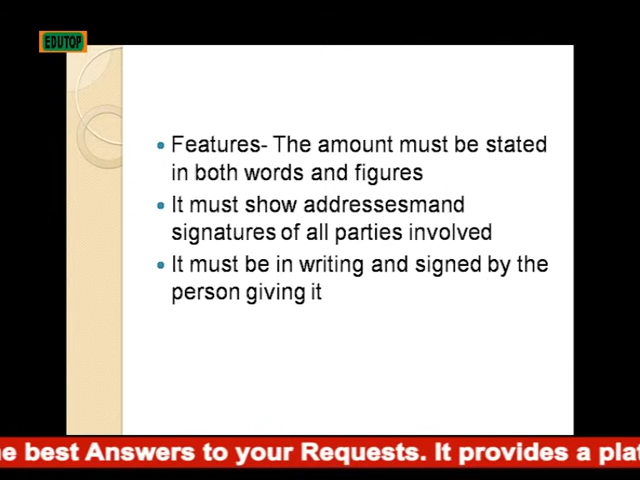 EDUTOP
Features- The amount must be stated
in both words and figures
It must show addressesmand
signatures of all parties involved
It must be in writing and signed by the
person giving it
best Answers to your Requests. It provides a